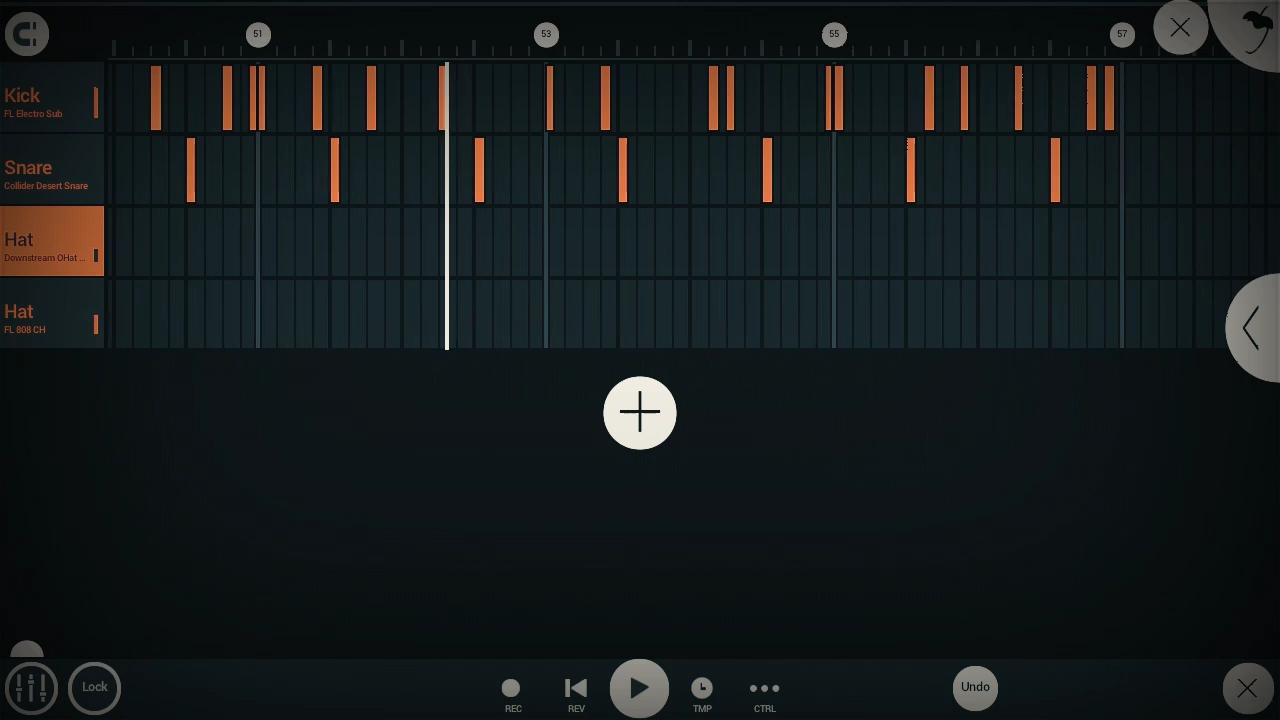 51
53
55
57
Kick
FL Electro Sub
Snare
Collider Desert Snare
Hat
Downstream OHat ...
Hat
FL 808 CH
Lock
REC
REV
TMP
CTRL
Undo